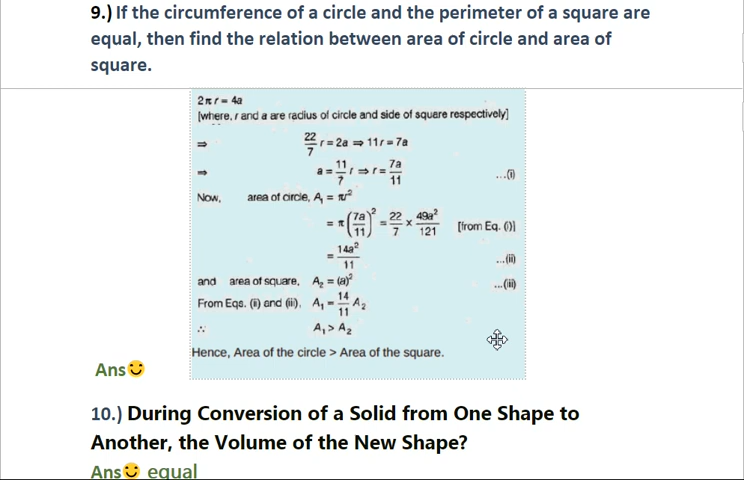 9.) If the circumference of a circle and the perimeter of a square are
equal, then find the relation between area of circle and area of
square.
2πr = 4a
[where, r and a are radius of circle and side of square respectively]
⇒ 22/7 r = 2a ⇒ 11r = 7a
⇒ a = 11/7 r ⇒ r = 7a/11 ...(i)
Now, area of circle, A₁ = πr²
= π (7a/11)² = 22/7 × 49a²/121 [from Eq. (i)]
= 14a²/11 ...(ii)
and area of square, A₂ = (a)² ...(iii)
From Eqs. (ii) and (iii), A₁ = 14/11 A₂
∴ A₁ > A₂
Hence, Area of the circle > Area of the square.
Ans
10.) During Conversion of a Solid from One Shape to
Another, the Volume of the New Shape?
Ans equal